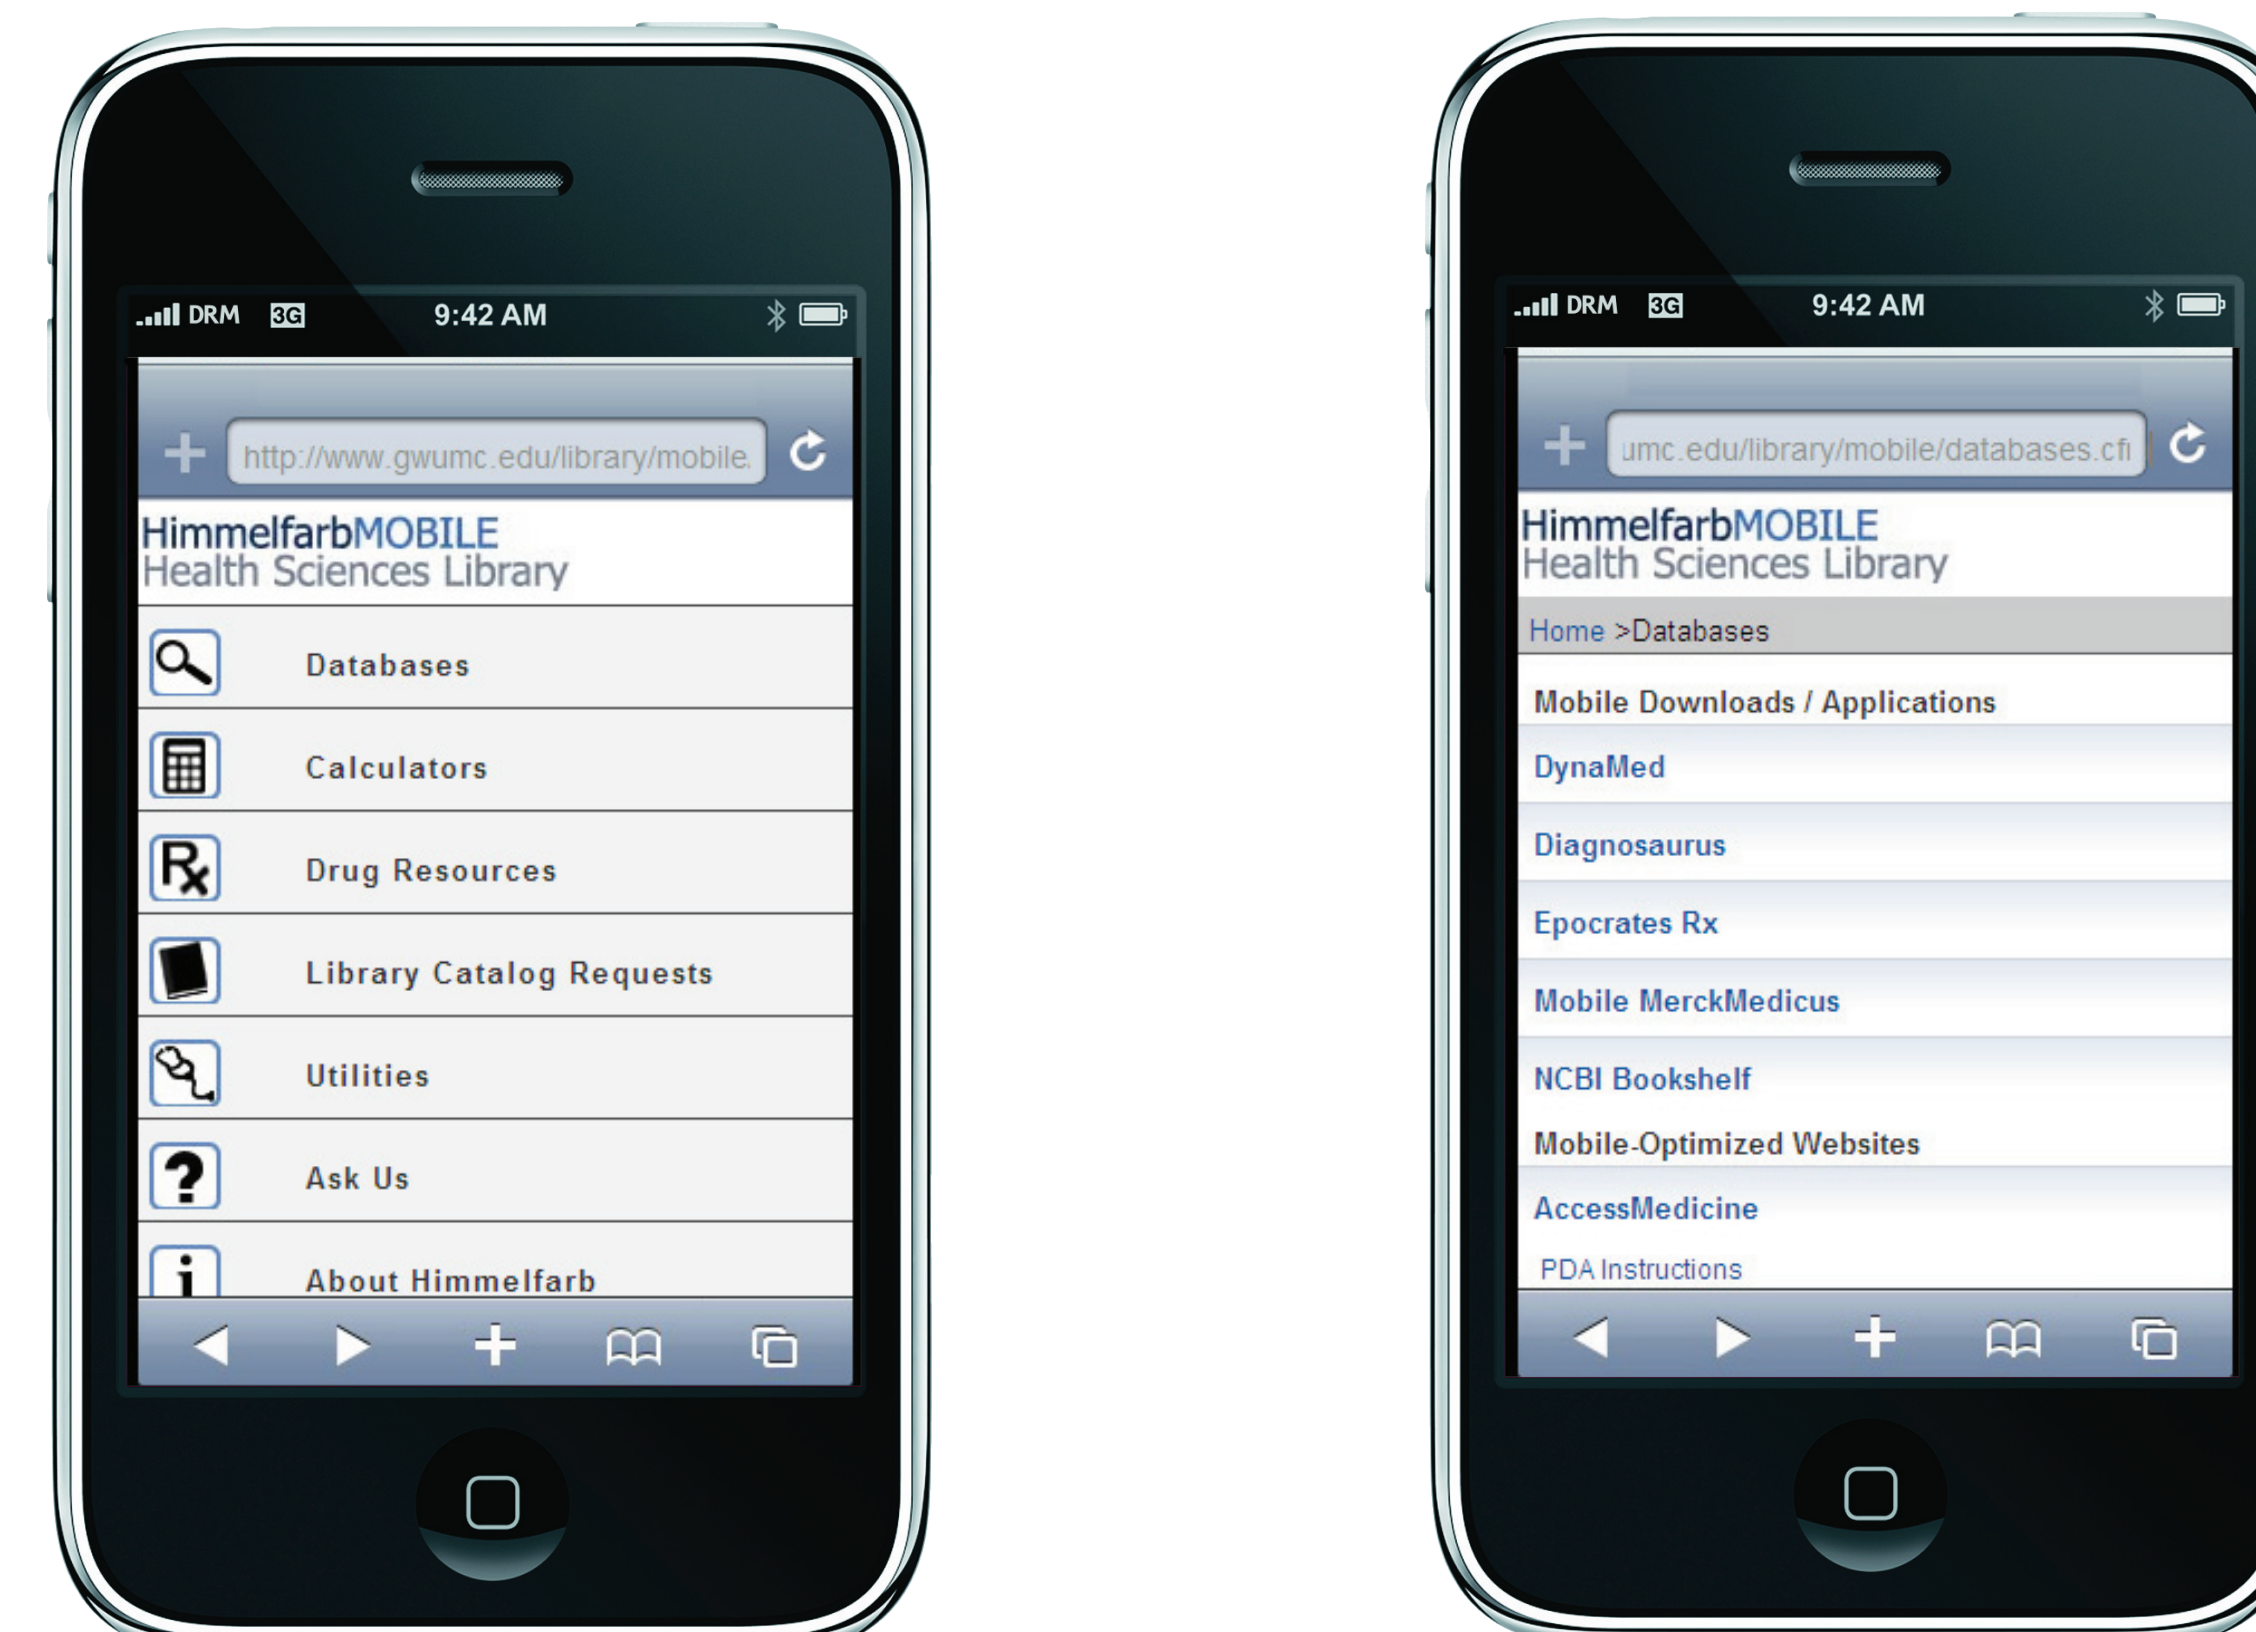 DRM 3G 9:42 AM
http://www.gwumc.edu/library/mobile
HimmelfarbMOBILE
Health Sciences Library
Databases
Calculators
Rx Drug Resources
Library Catalog Requests
Utilities
? Ask Us
i About Himmelfarb
DRM 3G 9:42 AM
umc.edu/library/mobile/databases.cf
HimmelfarbMOBILE
Health Sciences Library
Home >Databases
Mobile Downloads / Applications
DynaMed
Diagnosaurus
Epocrates Rx
Mobile MerckMedicus
NCBI Bookshelf
Mobile-Optimized Websites
AccessMedicine
PDA Instructions